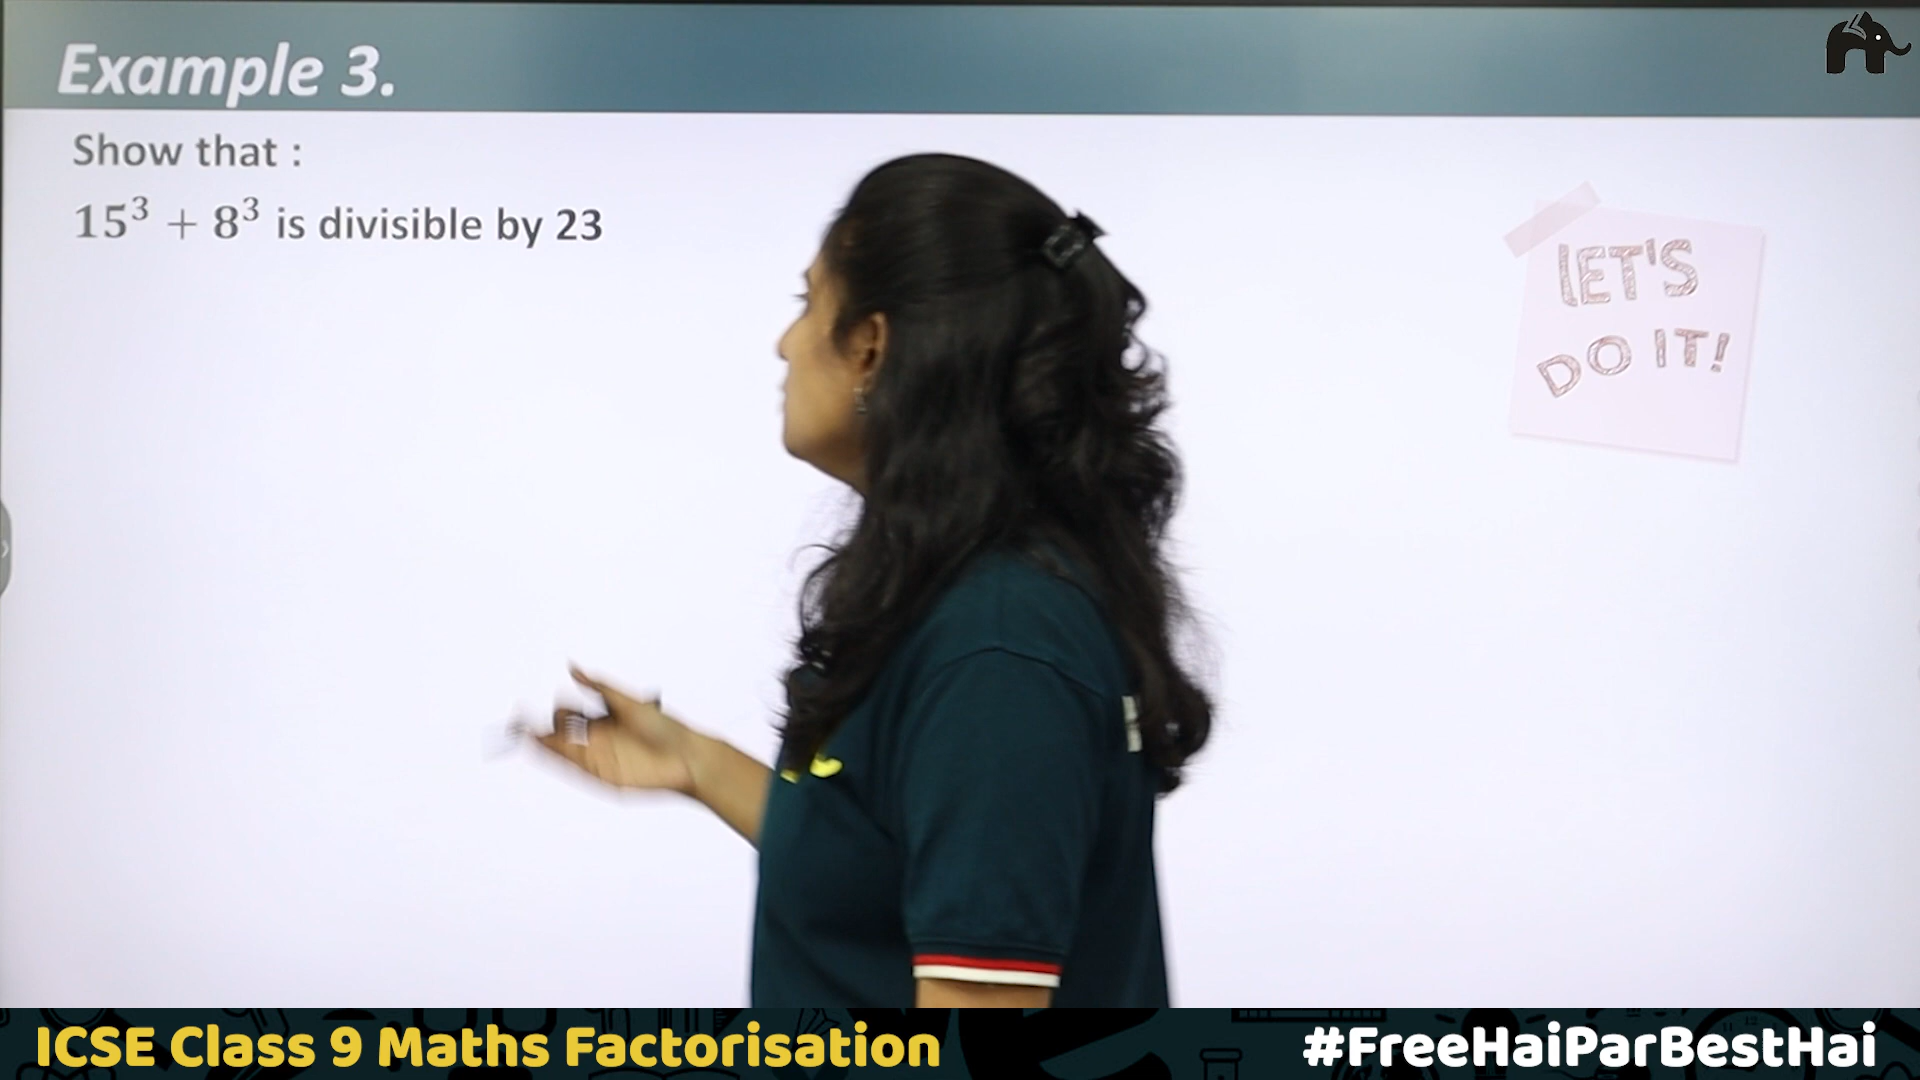 Example 3.
Show that :
15³ + 8³ is divisible by 23
LET'S
DO IT!
ICSE Class 9 Maths Factorisation
#FreeHaiParBestHai